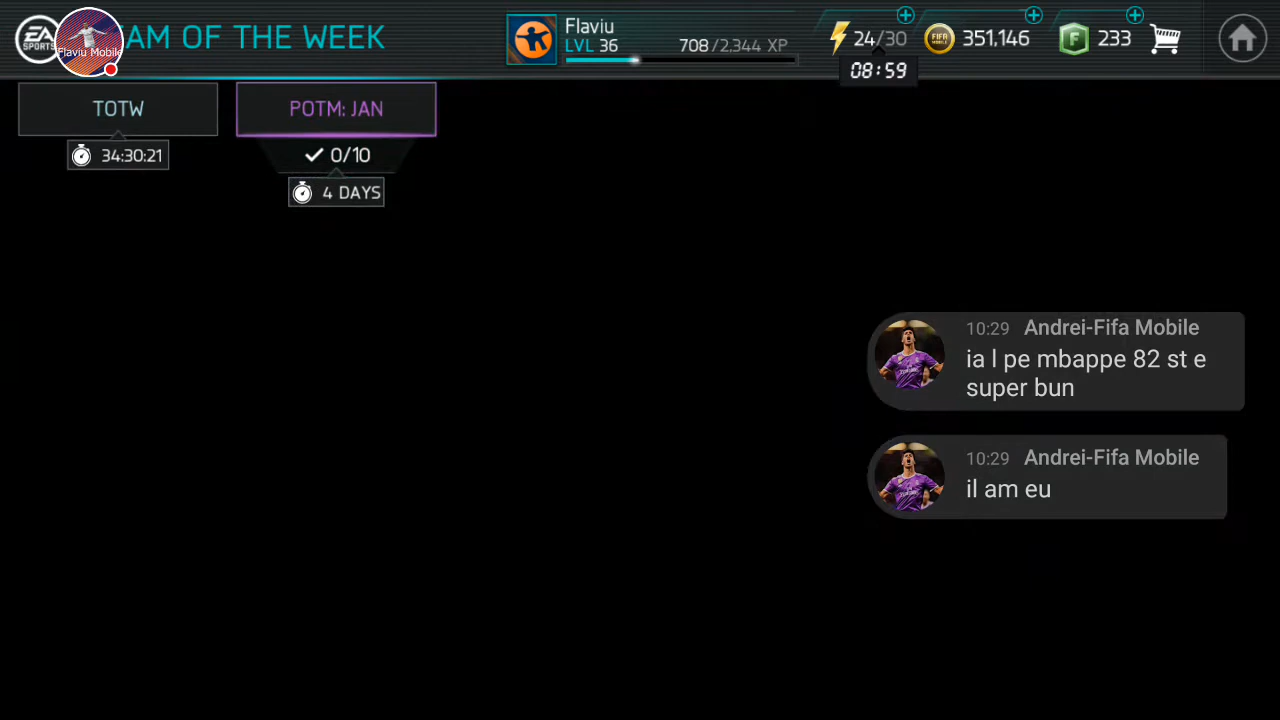 EA SPORTS
Flaviu Mobile
AM OF THE WEEK
Flaviu
LVL 36
708/2,344 XP
24/30
08:59
FIFA MOBILE
351,146
F
233
TOTW
34:30:21
POTM: JAN
0/10
4 DAYS
10:29 Andrei-Fifa Mobile
ia l pe mbappe 82 st e
super bun
10:29 Andrei-Fifa Mobile
il am eu